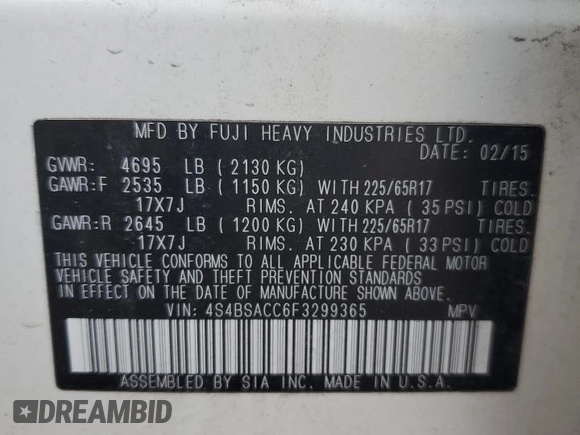 MFD BY FUJI HEAVY INDUSTRIES LTD.
DATE: 02/15
GVWR: 4695 LB ( 2130 KG)
GAWR:F 2535 LB ( 1150 KG) WITH 225/65R17 TIRES.
17X7J RIMS. AT 240 KPA ( 35 PSI) COLD
GAWR:R 2645 LB ( 1200 KG) WITH 225/65R17 TIRES.
17X7J RIMS. AT 230 KPA ( 33 PSI) COLD
THIS VEHICLE CONFORMS TO ALL APPLICABLE FEDERAL MOTOR
VEHICLE SAFETY AND THEFT PREVENTION STANDARDS
IN EFFECT ON THE DATE OF MANUFACTURE SHOWN ABOVE.
VIN: 4S4BSACC6F3299365 MPV
ASSEMBLED BY SIA INC. MADE IN U.S.A.
DREAMBID